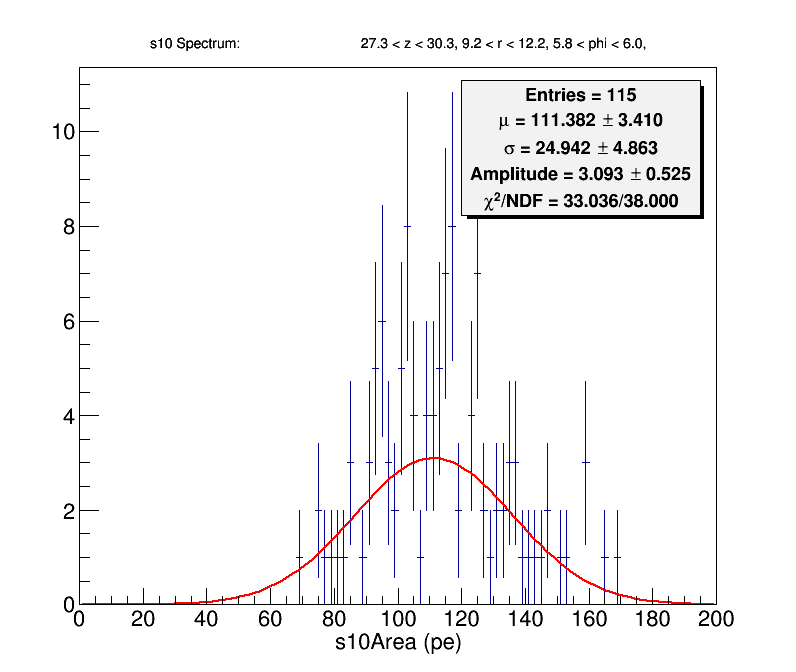 s10 Spectrum: 27.3 < z < 30.3, 9.2 < r < 12.2, 5.8 < phi < 6.0,
Entries = 115
μ = 111.382 ± 3.410
σ = 24.942 ± 4.863
Amplitude = 3.093 ± 0.525
χ²/NDF = 33.036/38.000
10
8
6
4
2
0
0 20 40 60 80 100 120 140 160 180 200
s10Area (pe)